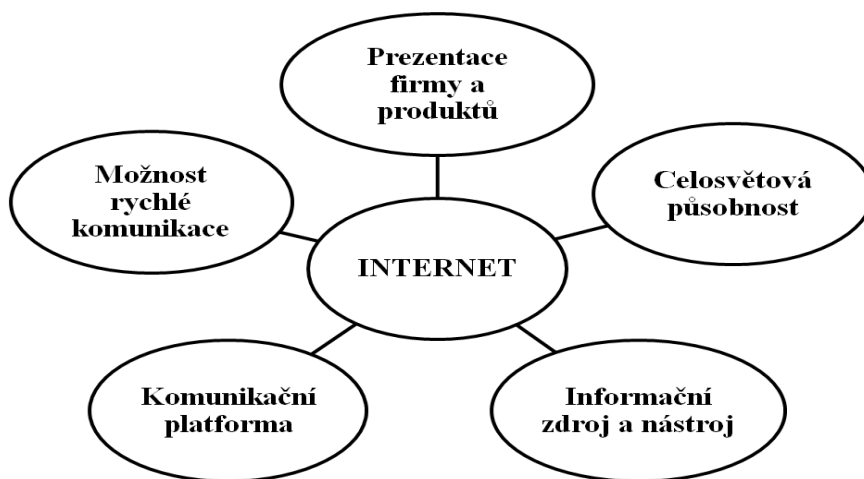 Prezentace
firmy a
produktů
Možnost
rychlé
komunikace
Celosvětová
působnost
INTERNET
Komunikační
platforma
Informační
zdroj a nástroj